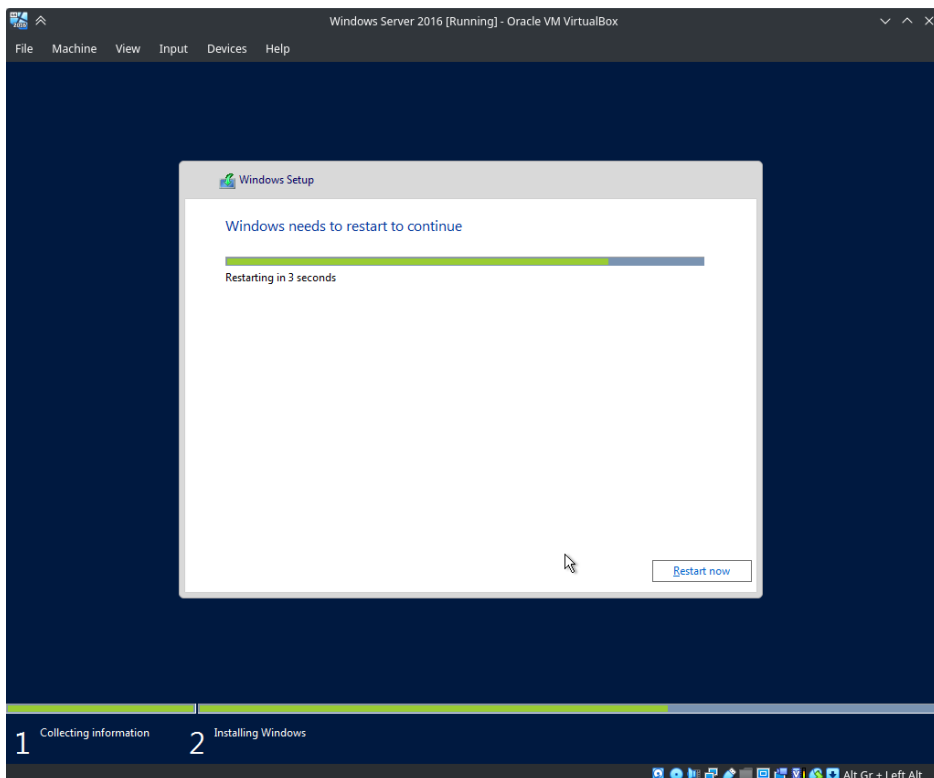 Windows Server 2016 [Running] - Oracle VM VirtualBox
File Machine View Input Devices Help
Windows Setup
Windows needs to restart to continue
Restarting in 3 seconds
Restart now
1 Collecting information 2 Installing Windows
Alt Gr + Left Alt